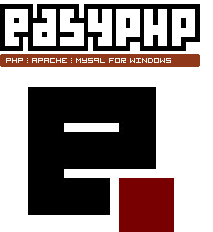 easyphp
PHP | APACHE | MYSQL FOR WINDOWS
e.